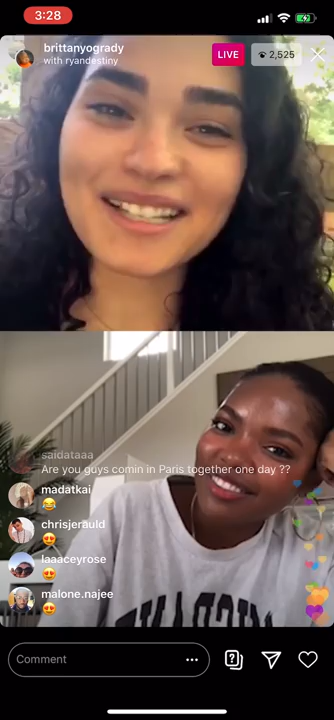 3:28
brittanyogrady
with ryandestiny
LIVE
2,525
saidataaa
Are you guys comin in Paris together one day ??
madatkai
chrisjerauld
laaaceyrose
malone.najee
Comment